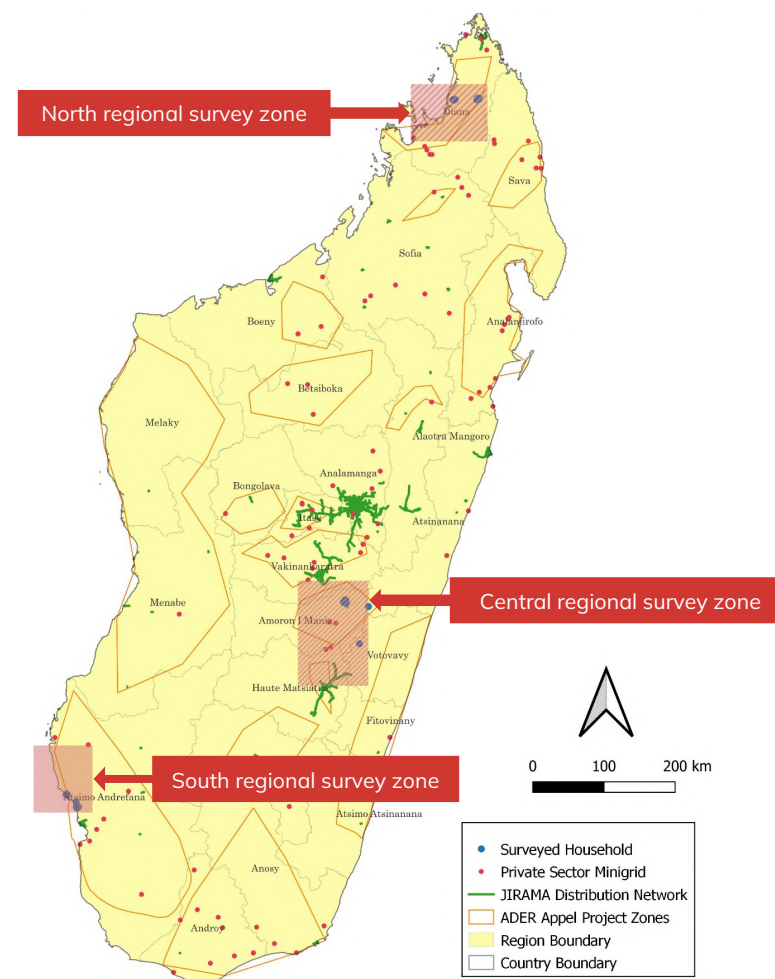 North regional survey zone
Diana
Sava
Sofia
Boeny
Analanjirofo
Betsiboka
Melaky
Alaotra Mangoro
Analamanga
Bongolava
Itasy
Atsinanana
Vakinankaratra
Central regional survey zone
Menabe
Amoron I Mania
Votovavy
Haute Matsiatra
Fitovinany
South regional survey zone
0 100 200 km
Atsimo Andrefana
Atsimo Atsinanana
Anosy
Androy
Surveyed Household
Private Sector Minigrid
JIRAMA Distribution Network
ADER Appel Project Zones
Region Boundary
Country Boundary